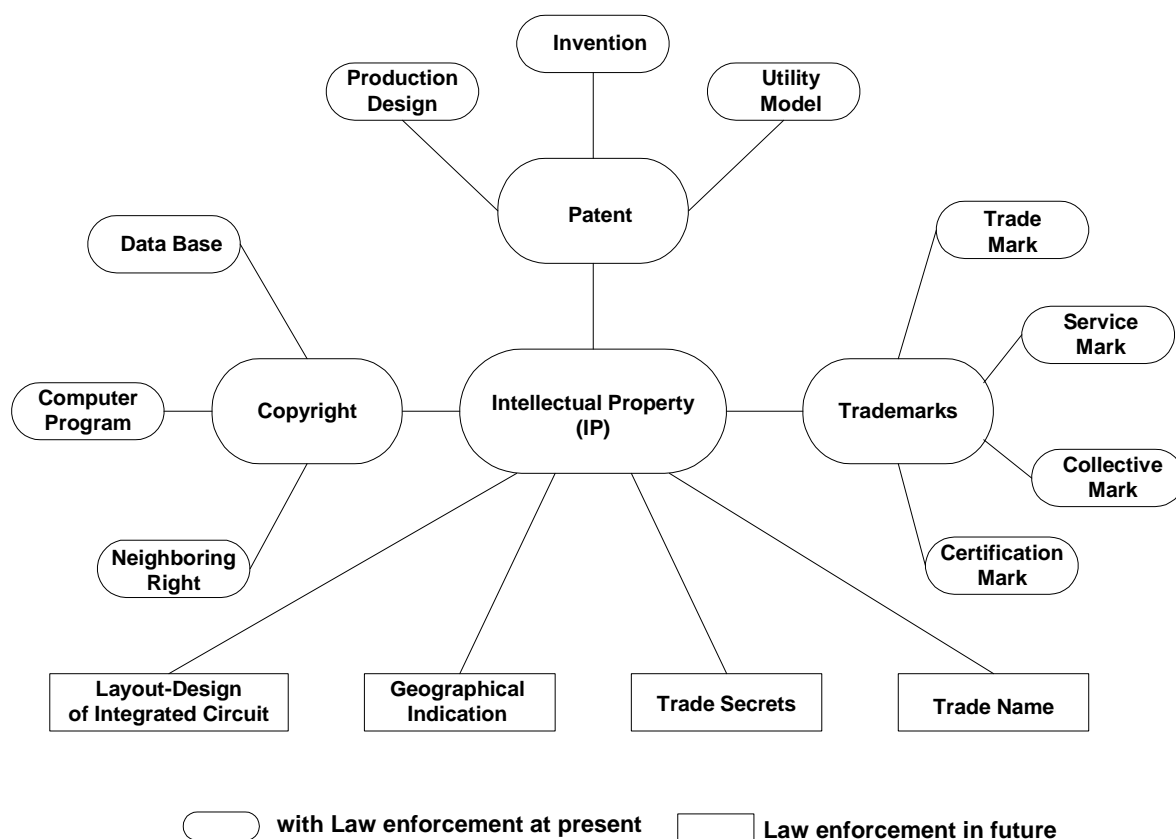 Invention
Production
Design
Utility
Model
Patent
Data Base
Trade
Mark
Service
Mark
Computer
Program
Copyright
Intellectual Property
(IP)
Trademarks
Collective
Mark
Neighboring
Right
Certification
Mark
Layout-Design
of Integrated Circuit
Geographical
Indication
Trade Secrets
Trade Name
with Law enforcement at present
Law enforcement in future